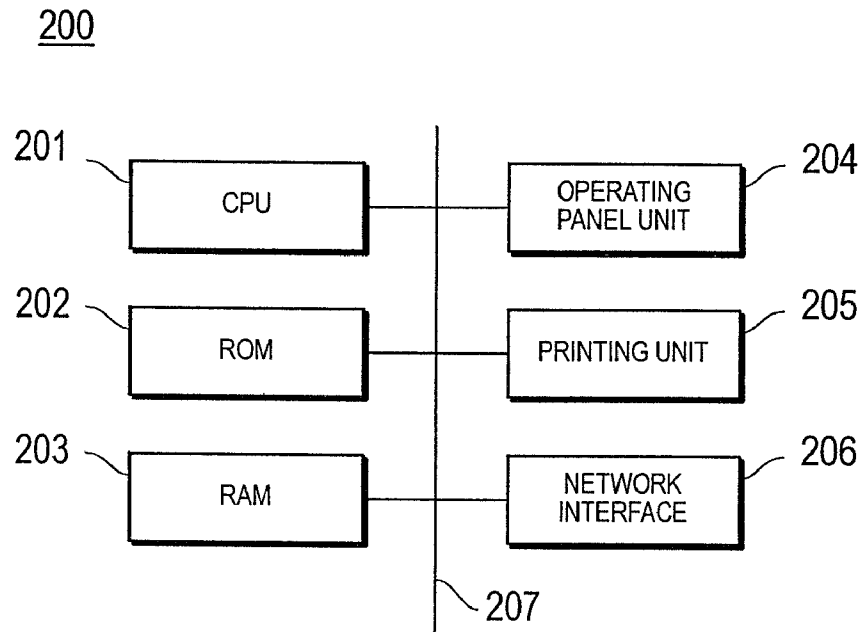 200
201
CPU
OPERATING
PANEL UNIT
204
202
ROM
PRINTING UNIT
205
203
RAM
NETWORK
INTERFACE
206
207